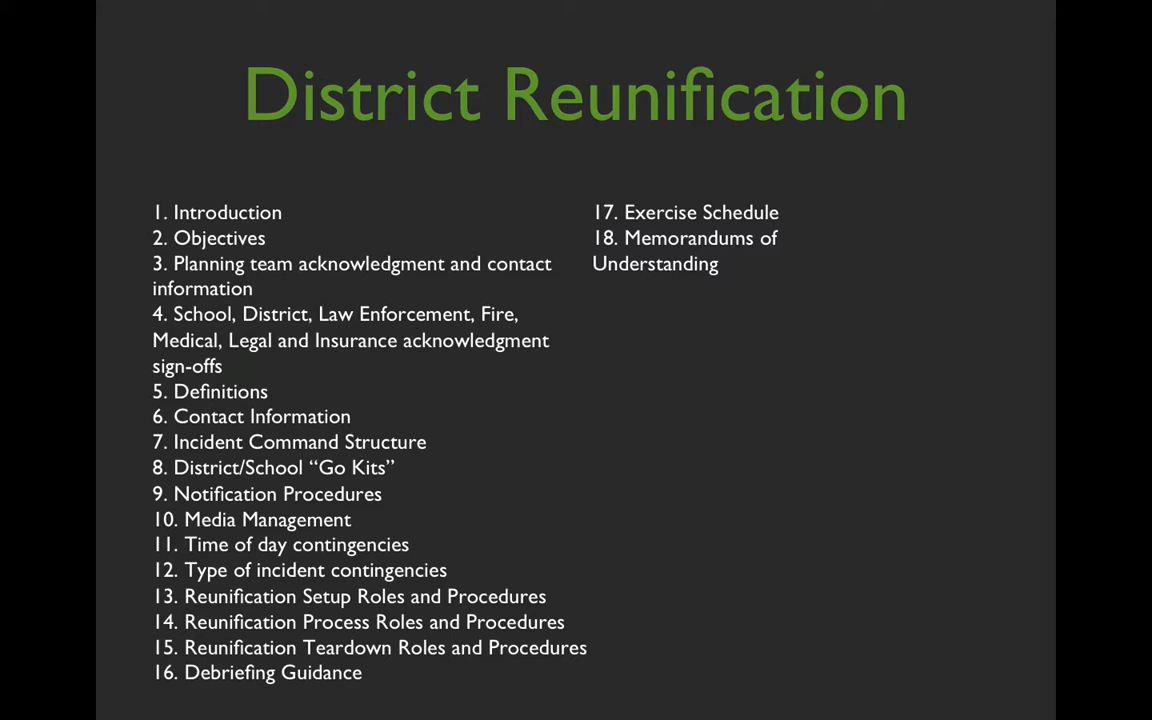 District Reunification
1. Introduction
2. Objectives
3. Planning team acknowledgment and contact
information
4. School, District, Law Enforcement, Fire,
Medical, Legal and Insurance acknowledgment
sign-offs
5. Definitions
6. Contact Information
7. Incident Command Structure
8. District/School “Go Kits”
9. Notification Procedures
10. Media Management
11. Time of day contingencies
12. Type of incident contingencies
13. Reunification Setup Roles and Procedures
14. Reunification Process Roles and Procedures
15. Reunification Teardown Roles and Procedures
16. Debriefing Guidance
17. Exercise Schedule
18. Memorandums of
Understanding